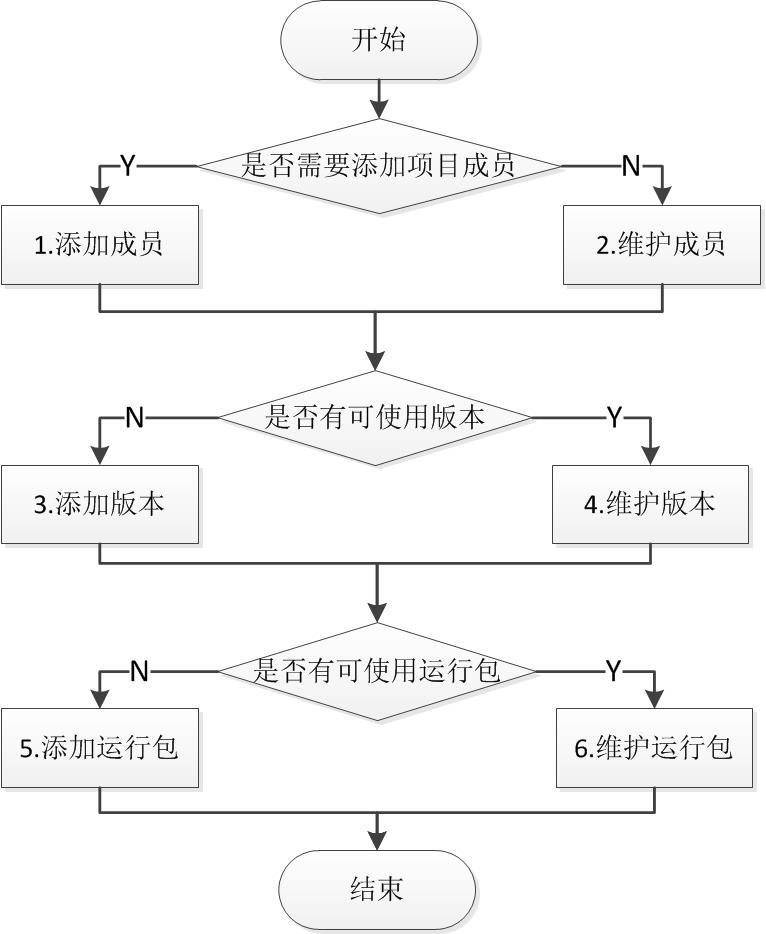 开始
是否需要添加项目成员
Y
N
1.添加成员
2.维护成员
是否有可使用版本
N
Y
3.添加版本
4.维护版本
是否有可使用运行包
N
Y
5.添加运行包
6.维护运行包
结束